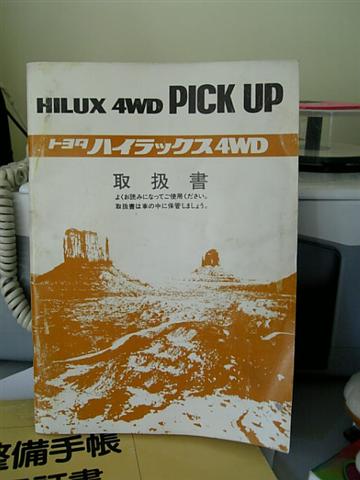 HILUX 4WD PICK UP
トヨタ ハイラックス4WD
取扱書
よくお読みになってご使用ください。
取扱書は車の中に保管しましょう。
整備手帳